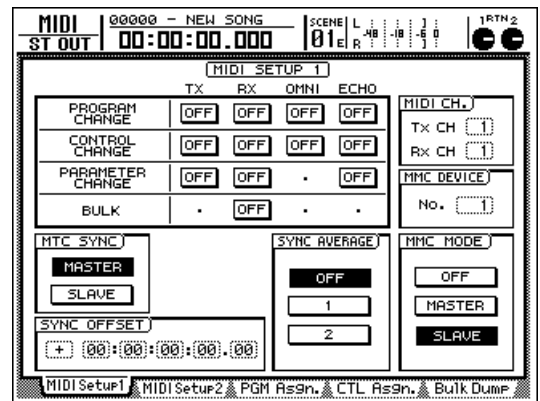 MIDI
ST OUT
00000 - NEW SONG
00:00:00.000
SCENE
01E
L
R
-48 -18 -6 0
1RTN2
MIDI SETUP 1
TX RX OMNI ECHO
PROGRAM CHANGE OFF OFF OFF OFF
CONTROL CHANGE OFF OFF OFF OFF
PARAMETER CHANGE OFF OFF · OFF
BULK · OFF · ·
MIDI CH.
Tx CH 1
Rx CH 1
MMC DEVICE
No. 1
MTC SYNC
MASTER
SLAVE
SYNC AVERAGE
OFF
1
2
MMC MODE
OFF
MASTER
SLAVE
SYNC OFFSET
+ 00:00:00:00.00
MIDI Setup1 MIDI Setup2 PGM Asgn. CTL Asgn. Bulk Dump